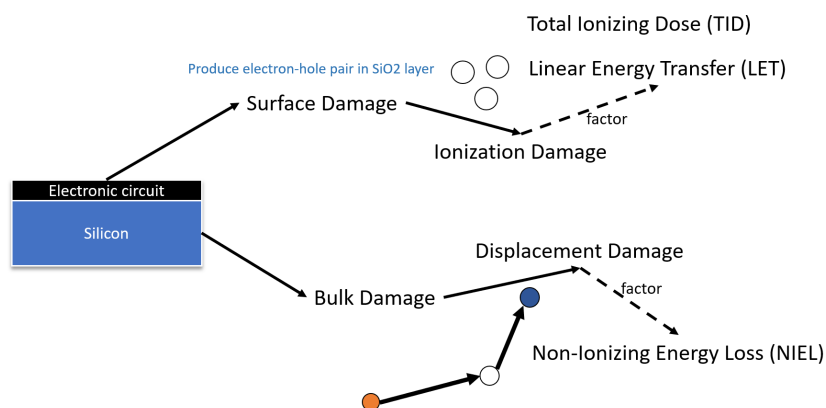 Total Ionizing Dose (TID)
Produce electron-hole pair in SiO2 layer
Linear Energy Transfer (LET)
Surface Damage
factor
Ionization Damage
Electronic circuit
Silicon
Displacement Damage
factor
Bulk Damage
Non-Ionizing Energy Loss (NIEL)